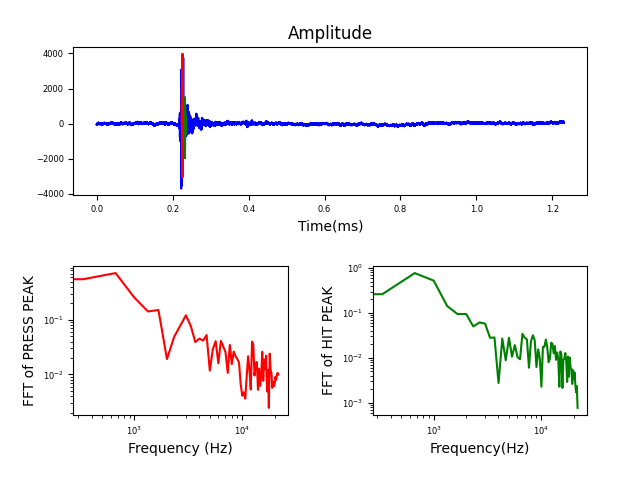 Amplitude
4000
2000
0
−2000
−4000
0.0 0.2 0.4 0.6 0.8 1.0 1.2
Time(ms)
FFT of PRESS PEAK
10⁻¹
10⁻²
10³ 10⁴
Frequency (Hz)
FFT of HIT PEAK
10⁰
10⁻¹
10⁻²
10⁻³
10³ 10⁴
Frequency(Hz)